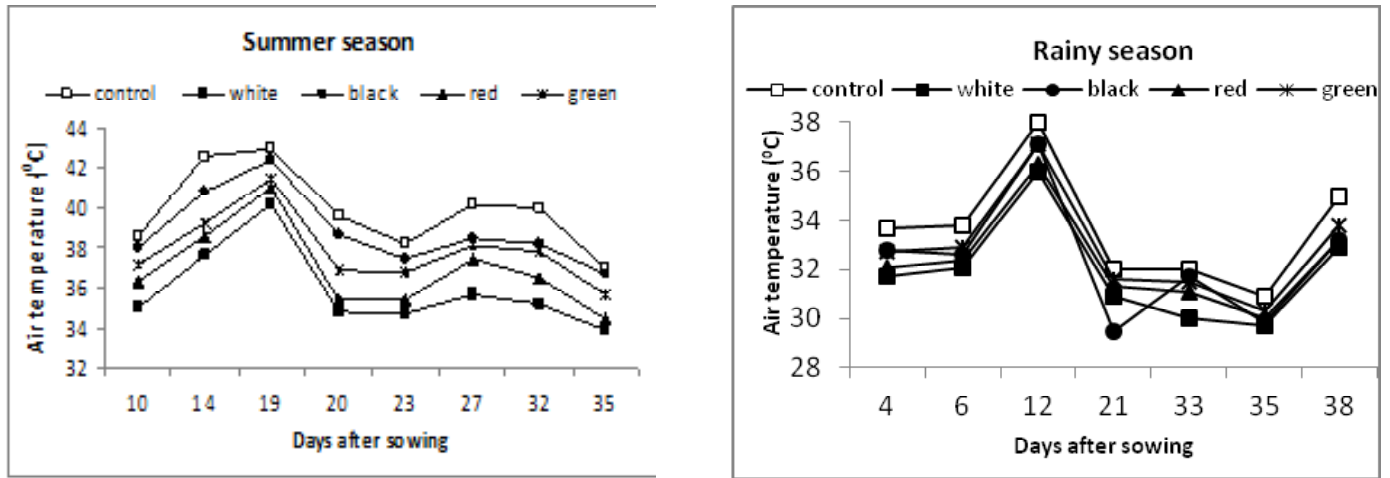 Summer season
control white black red green
Air temperature (⁰C)
44
42
40
38
36
34
32
10 14 19 20 23 27 32 35
Days after sowing
Rainy season
control white black red green
Air temperature (⁰C)
38
36
34
32
30
28
4 6 12 21 33 35 38
Days after sowing